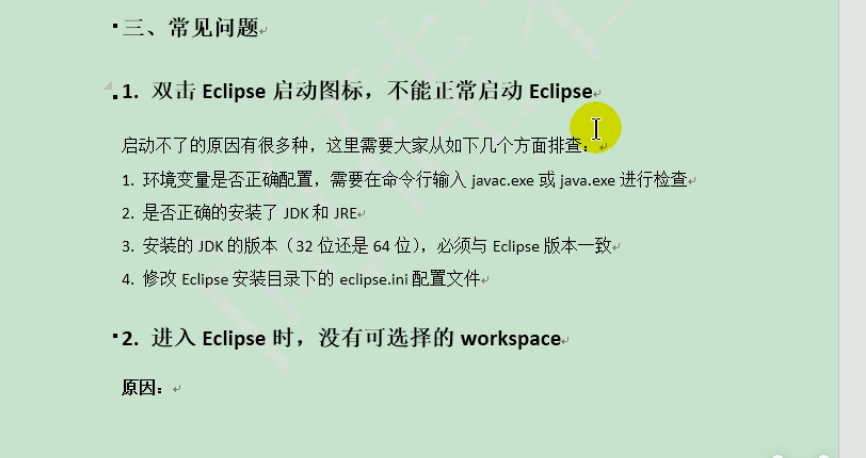 三、常见问题
1. 双击 Eclipse 启动图标，不能正常启动 Eclipse
启动不了的原因有很多种，这里需要大家从如下几个方面排查：
1. 环境变量是否正确配置，需要在命令行输入 javac.exe 或 java.exe 进行检查
2. 是否正确的安装了 JDK 和 JRE
3. 安装的 JDK 的版本（32 位还是 64 位），必须与 Eclipse 版本一致
4. 修改 Eclipse 安装目录下的 eclipse.ini 配置文件
2. 进入 Eclipse 时，没有可选择的 workspace
原因：